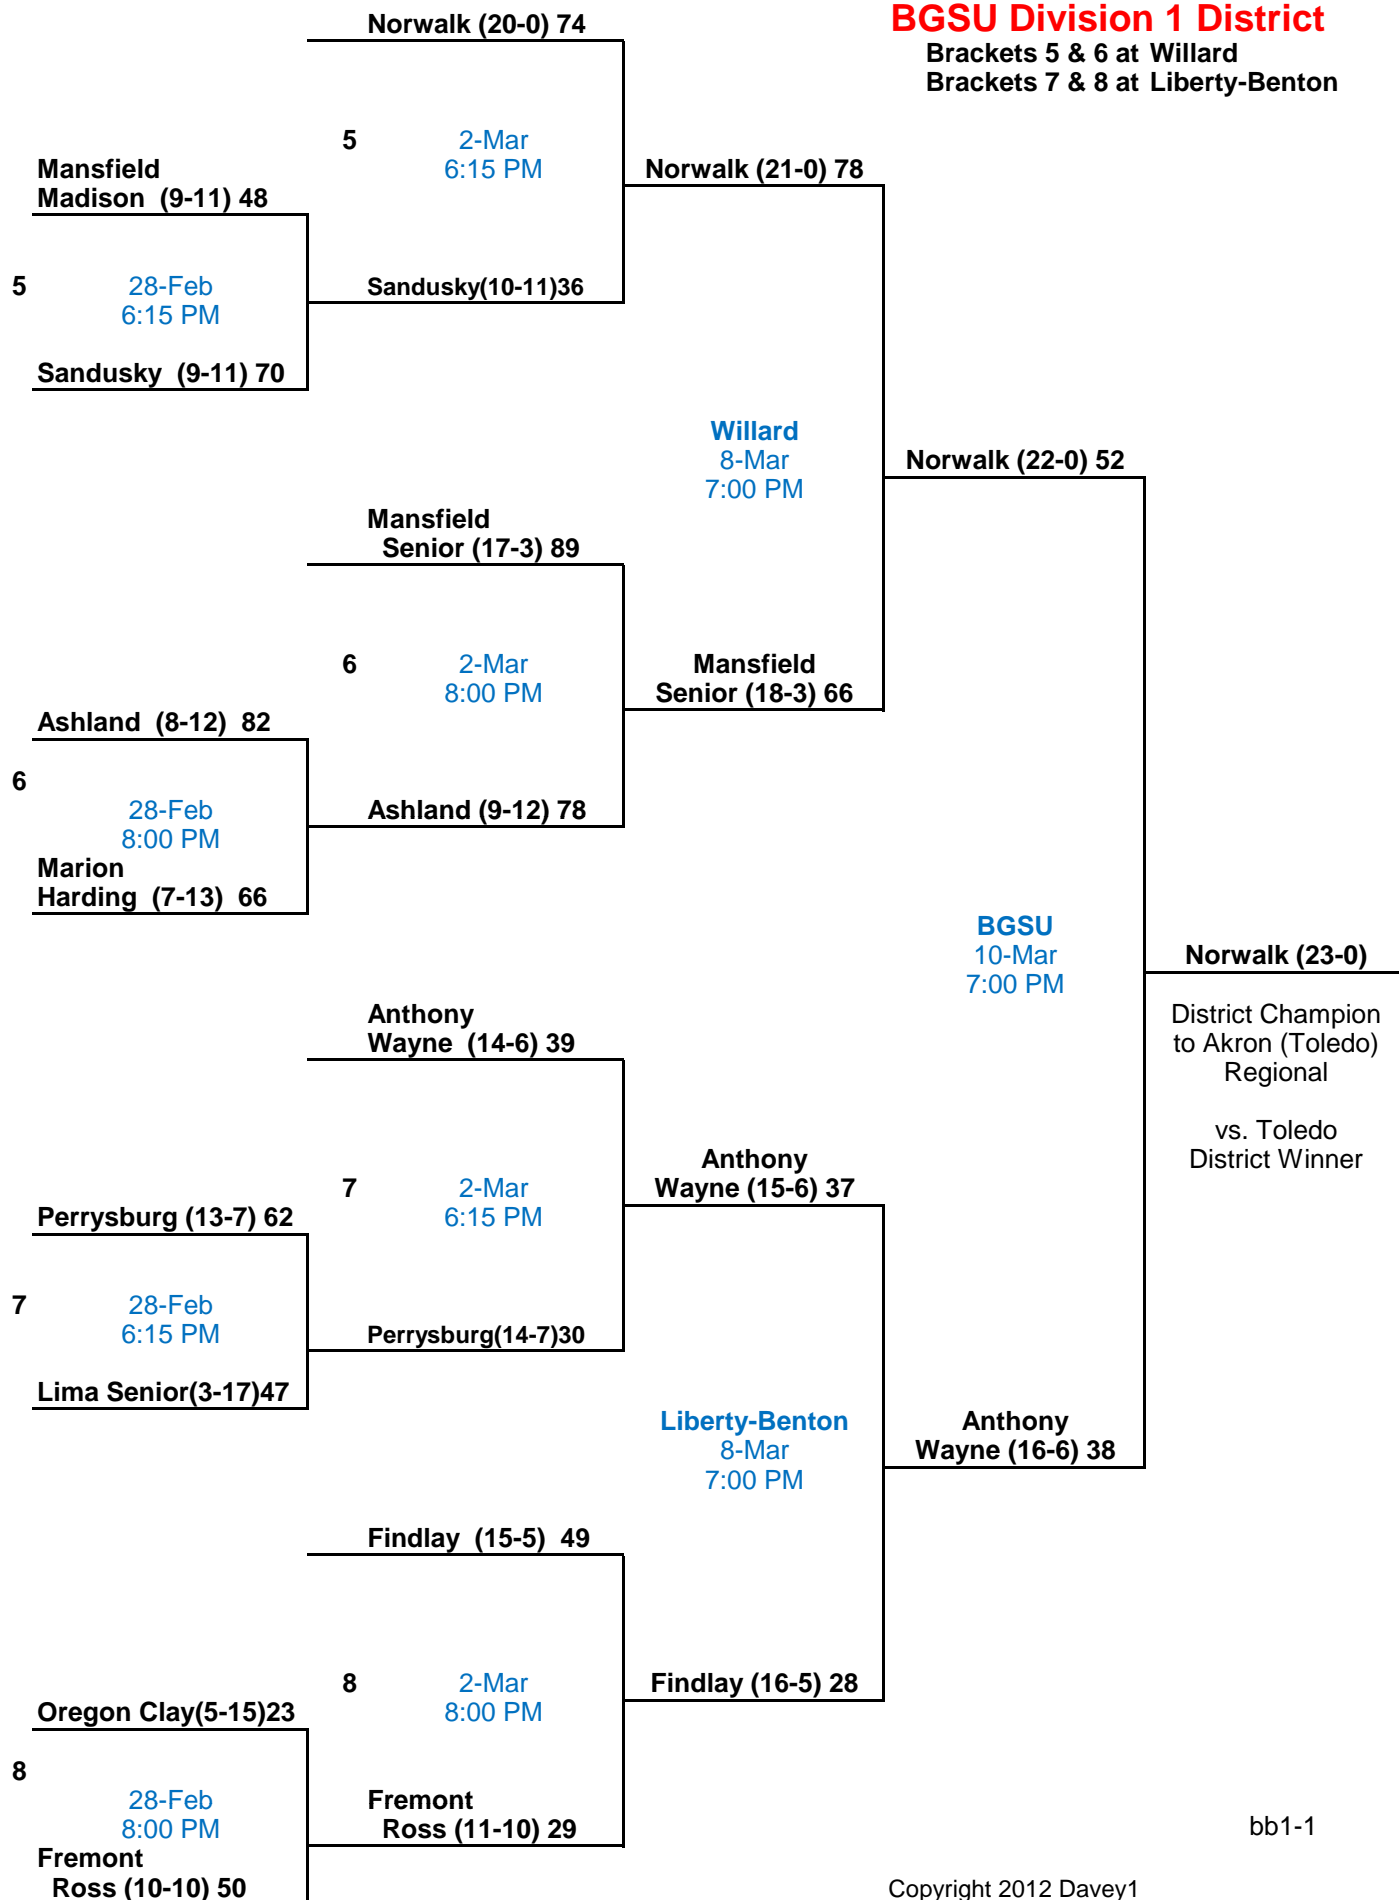 BGSU Division 1 District
Brackets 5 & 6 at Willard
Brackets 7 & 8 at Liberty-Benton
Norwalk (20-0) 74
5 2-Mar
6:15 PM
Mansfield
Madison (9-11) 48
Norwalk (21-0) 78
5 28-Feb
6:15 PM
Sandusky(10-11)36
Sandusky (9-11) 70
Willard
8-Mar
7:00 PM
Norwalk (22-0) 52
Mansfield
Senior (17-3) 89
6 2-Mar
8:00 PM
Mansfield
Senior (18-3) 66
Ashland (8-12) 82
6
28-Feb
8:00 PM
Ashland (9-12) 78
Marion
Harding (7-13) 66
BGSU
10-Mar
7:00 PM
Norwalk (23-0)
District Champion
to Akron (Toledo)
Regional
vs. Toledo
District Winner
Anthony
Wayne (14-6) 39
7 2-Mar
6:15 PM
Anthony
Wayne (15-6) 37
Perrysburg (13-7) 62
7 28-Feb
6:15 PM
Perrysburg(14-7)30
Lima Senior(3-17)47
Liberty-Benton
8-Mar
7:00 PM
Anthony
Wayne (16-6) 38
Findlay (15-5) 49
8 2-Mar
8:00 PM
Findlay (16-5) 28
Oregon Clay(5-15)23
8
28-Feb
8:00 PM
Fremont
Ross (11-10) 29
Fremont
Ross (10-10) 50
bb1-1
Copyright 2012 Davey1